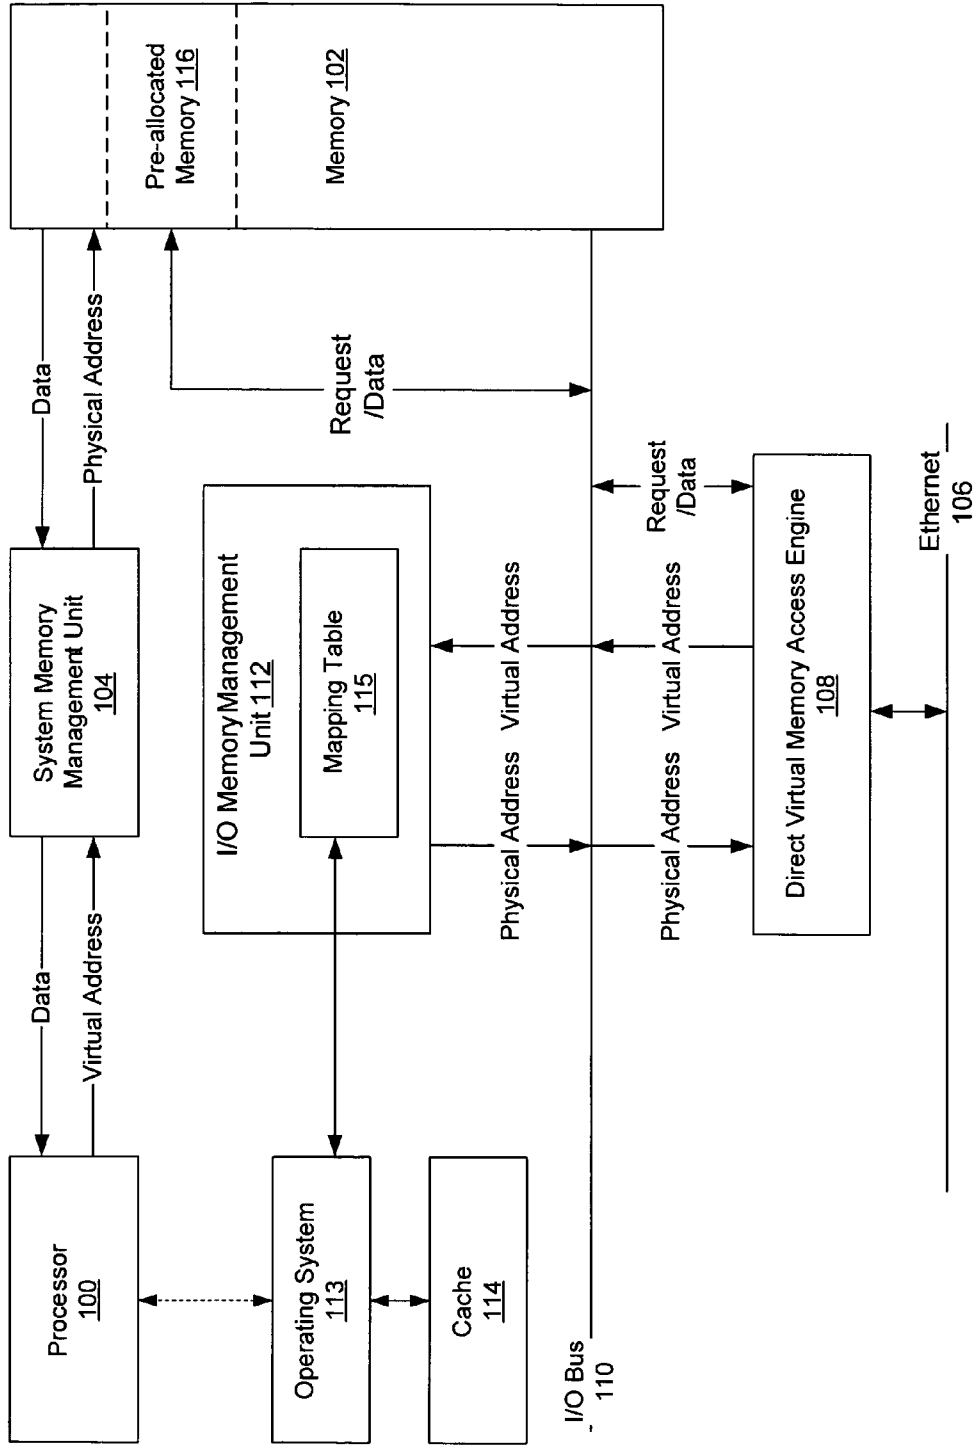 Processor
100
Data
Virtual Address
System Memory
Management Unit
104
Data
Physical Address
Pre-allocated
Memory 116
Memory 102
Operating System
113
Cache
114
I/O Memory Management
Unit 112
Mapping Table
115
Request
/Data
Physical Address
Virtual Address
I/O Bus
110
Physical Address
Virtual Address
Request
/Data
Direct Virtual Memory Access Engine
108
Ethernet
106